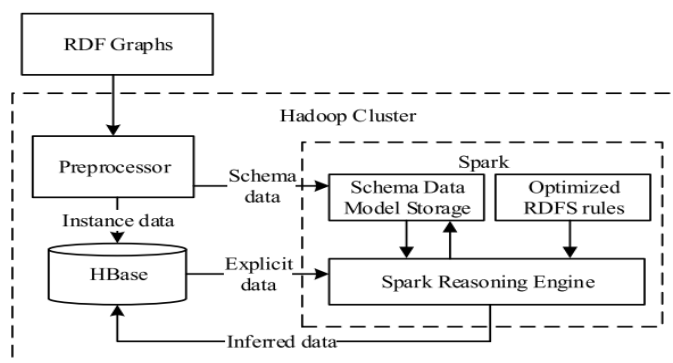 RDF Graphs
Hadoop Cluster
Preprocessor
Spark
Schema
data
Schema Data
Model Storage
Optimized
RDFS rules
Instance data
HBase
Explicit
data
Spark Reasoning Engine
Inferred data